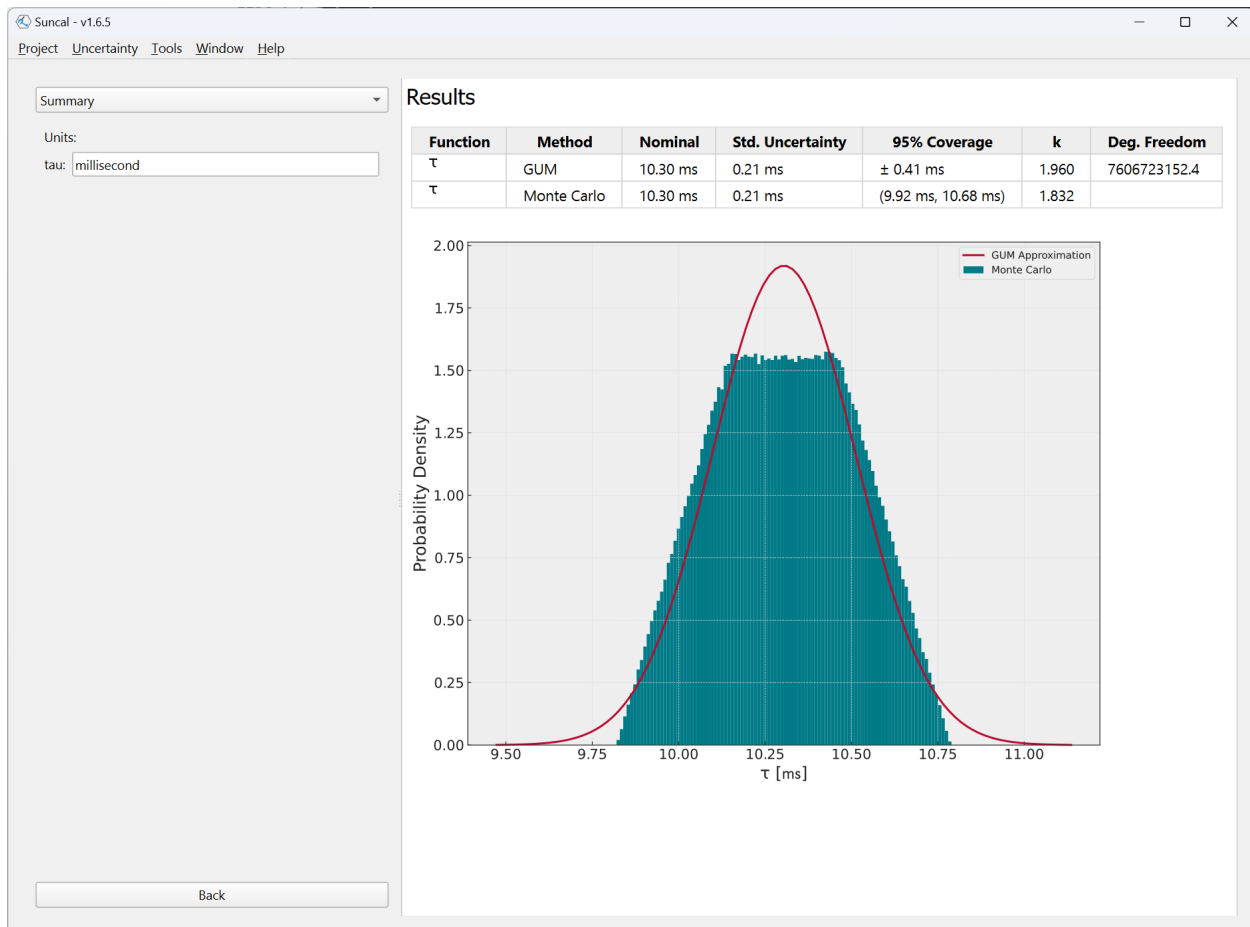 Suncal - v1.6.5
Project Uncertainty Tools Window Help
Summary
Units:
tau: millisecond
Back
Results
Function Method Nominal Std. Uncertainty 95% Coverage k Deg. Freedom
τ GUM 10.30 ms 0.21 ms ± 0.41 ms 1.960 7606723152.4
τ Monte Carlo 10.30 ms 0.21 ms (9.92 ms, 10.68 ms) 1.832
GUM Approximation
Monte Carlo
Probability Density
2.00
1.75
1.50
1.25
1.00
0.75
0.50
0.25
0.00
9.50 9.75 10.00 10.25 10.50 10.75 11.00
τ [ms]